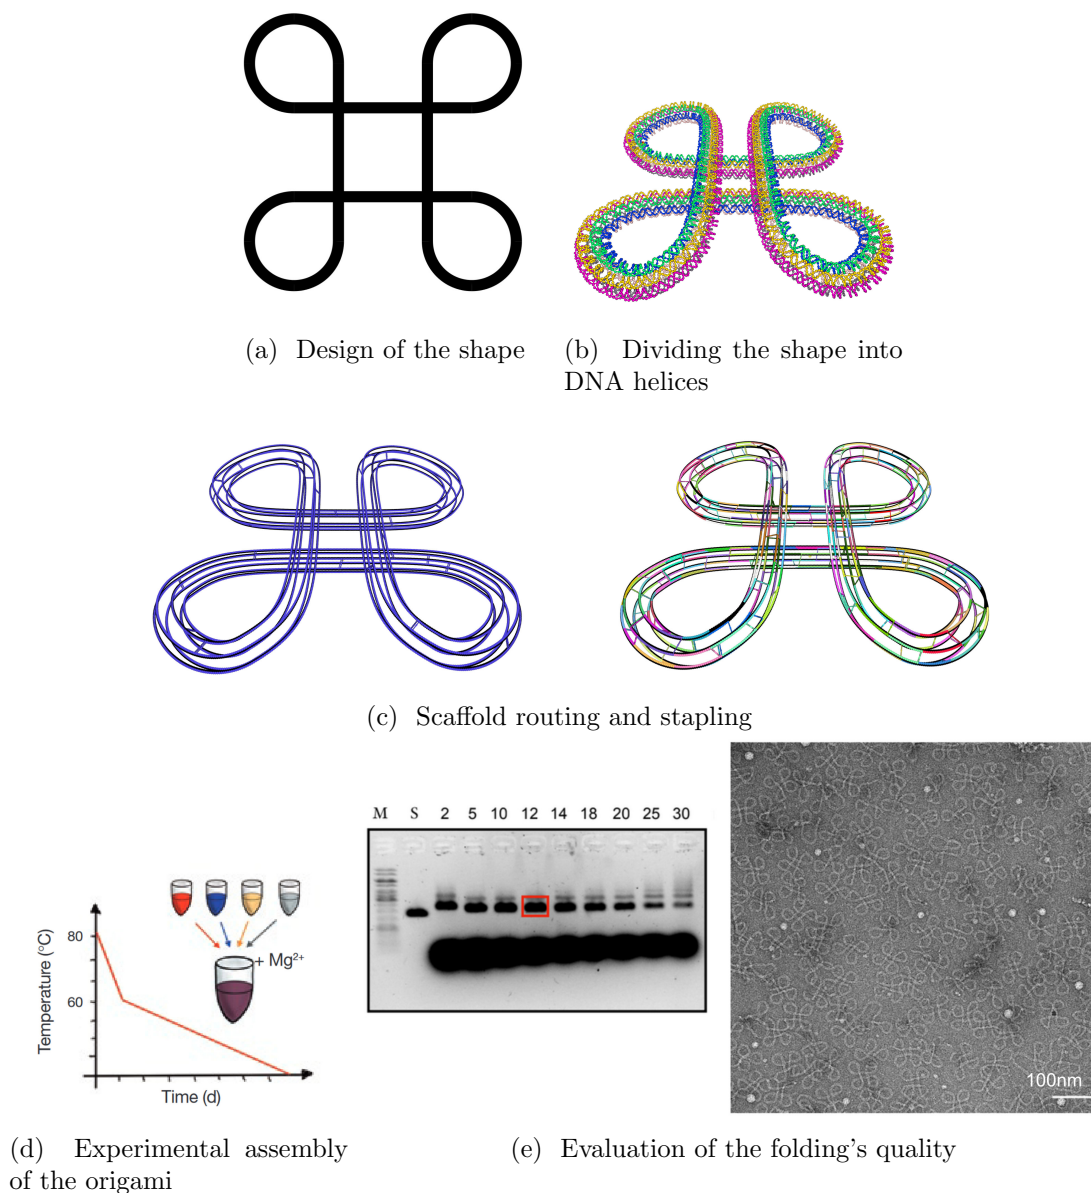 (a) Design of the shape
(b) Dividing the shape into
DNA helices
(c) Scaffold routing and stapling
80
60
Temperature (°C)
Time (d)
+ Mg²⁺
M S 2 5 10 12 14 18 20 25 30
100nm
(d) Experimental assembly
of the origami
(e) Evaluation of the folding's quality